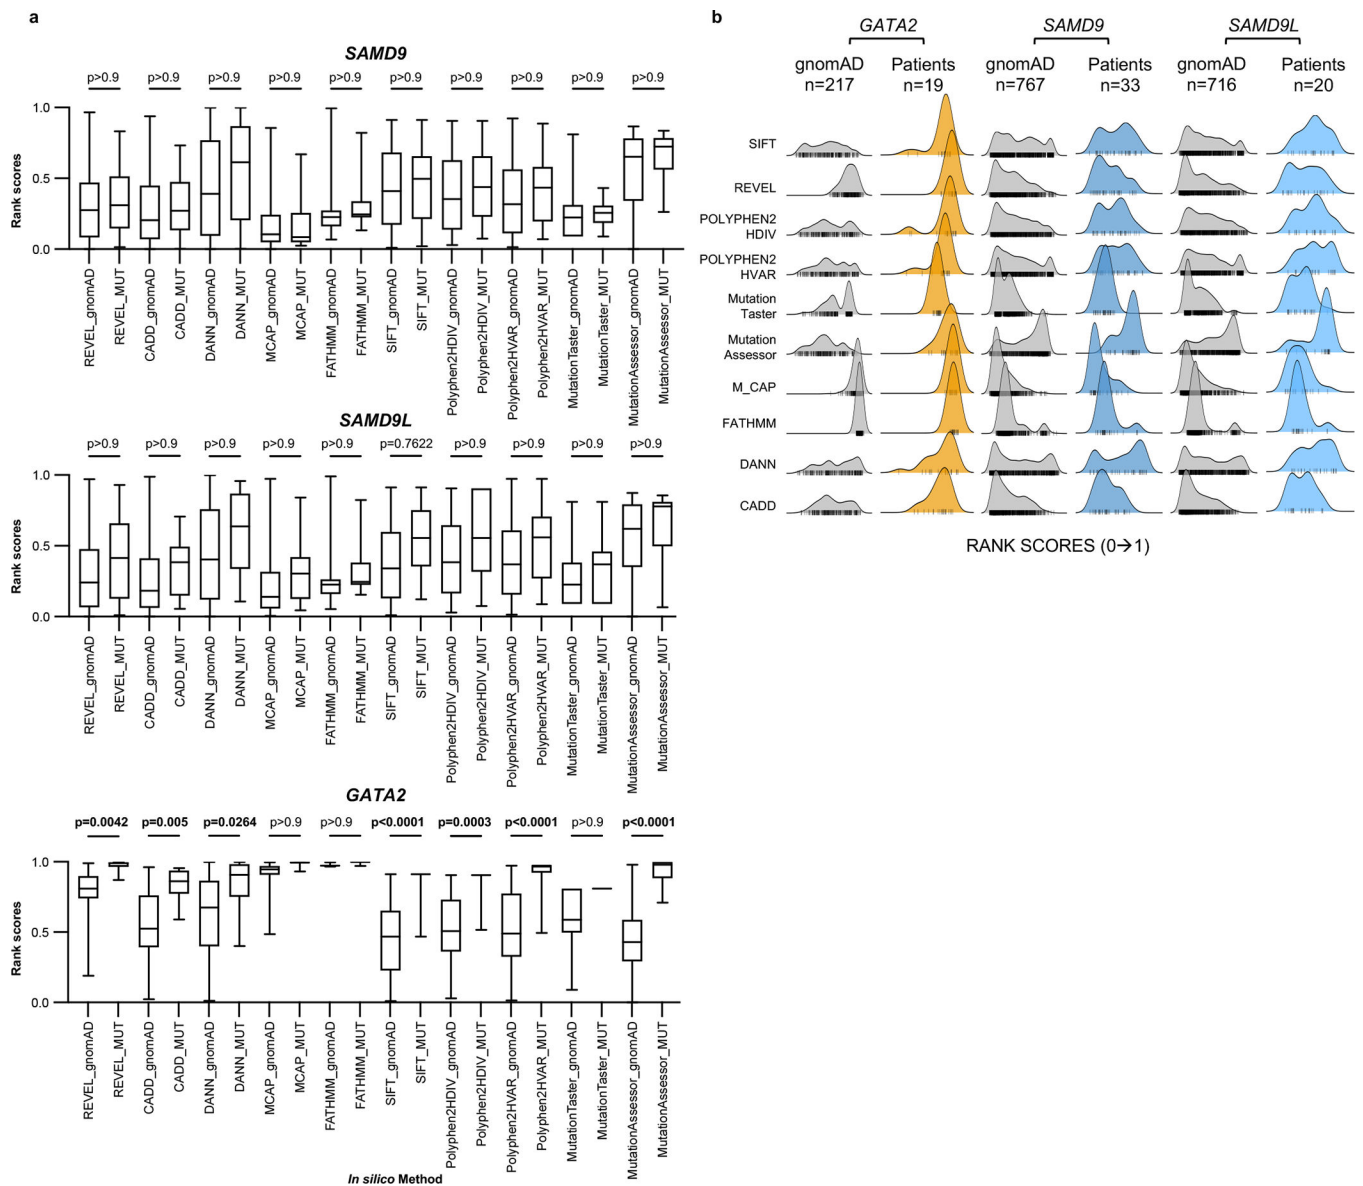 a
SAMD9
p>0.9 p>0.9 p>0.9 p>0.9 p>0.9 p>0.9 p>0.9 p>0.9 p>0.9 p>0.9
Rank scores
1.0
0.5
0.0
REVEL_gnomAD
REVEL_MUT
CADD_gnomAD
CADD_MUT
DANN_gnomAD
DANN_MUT
MCAP_gnomAD
MCAP_MUT
FATHMM_gnomAD
FATHMM_MUT
SIFT_gnomAD
SIFT_MUT
Polyphen2HDIV_gnomAD
Polyphen2HDIV_MUT
Polyphen2HVAR_gnomAD
Polyphen2HVAR_MUT
MutationTaster_gnomAD
MutationTaster_MUT
MutationAssessor_gnomAD
MutationAssessor_MUT
SAMD9L
p>0.9 p>0.9 p>0.9 p>0.9 p>0.9 p=0.7622 p>0.9 p>0.9 p>0.9 p>0.9
Rank scores
1.0
0.5
0.0
REVEL_gnomAD
REVEL_MUT
CADD_gnomAD
CADD_MUT
DANN_gnomAD
DANN_MUT
MCAP_gnomAD
MCAP_MUT
FATHMM_gnomAD
FATHMM_MUT
SIFT_gnomAD
SIFT_MUT
Polyphen2HDIV_gnomAD
Polyphen2HDIV_MUT
Polyphen2HVAR_gnomAD
Polyphen2HVAR_MUT
MutationTaster_gnomAD
MutationTaster_MUT
MutationAssessor_gnomAD
MutationAssessor_MUT
GATA2
p=0.0042 p=0.005 p=0.0264 p>0.9 p>0.9 p<0.0001 p=0.0003 p<0.0001 p>0.9 p<0.0001
Rank scores
1.0
0.5
0.0
REVEL_gnomAD
REVEL_MUT
CADD_gnomAD
CADD_MUT
DANN_gnomAD
DANN_MUT
MCAP_gnomAD
MCAP_MUT
FATHMM_gnomAD
FATHMM_MUT
SIFT_gnomAD
SIFT_MUT
Polyphen2HDIV_gnomAD
Polyphen2HDIV_MUT
Polyphen2HVAR_gnomAD
Polyphen2HVAR_MUT
MutationTaster_gnomAD
MutationTaster_MUT
MutationAssessor_gnomAD
MutationAssessor_MUT
In silico Method
b
GATA2 SAMD9 SAMD9L
gnomAD Patients gnomAD Patients gnomAD Patients
n=217 n=19 n=767 n=33 n=716 n=20
SIFT
REVEL
POLYPHEN2
HDIV
POLYPHEN2
HVAR
Mutation
Taster
Mutation
Assessor
M_CAP
FATHMM
DANN
CADD
RANK SCORES (0→1)